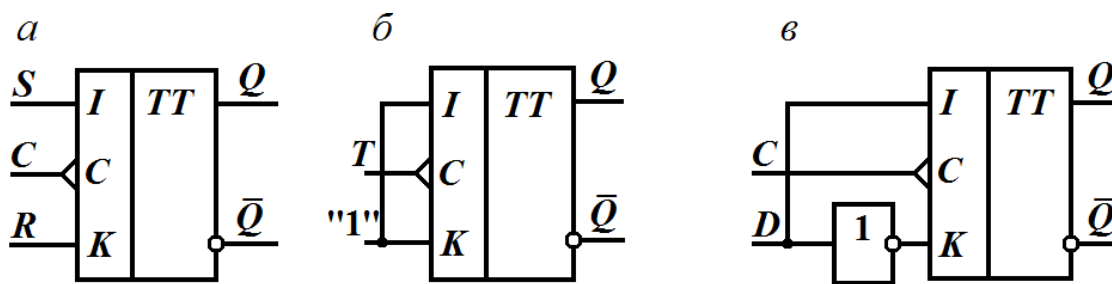 а
S I TT Q
C C
R K Q̅
б
I TT Q
T C
"1" K Q̅
в
I TT Q
C C
D 1 K Q̅